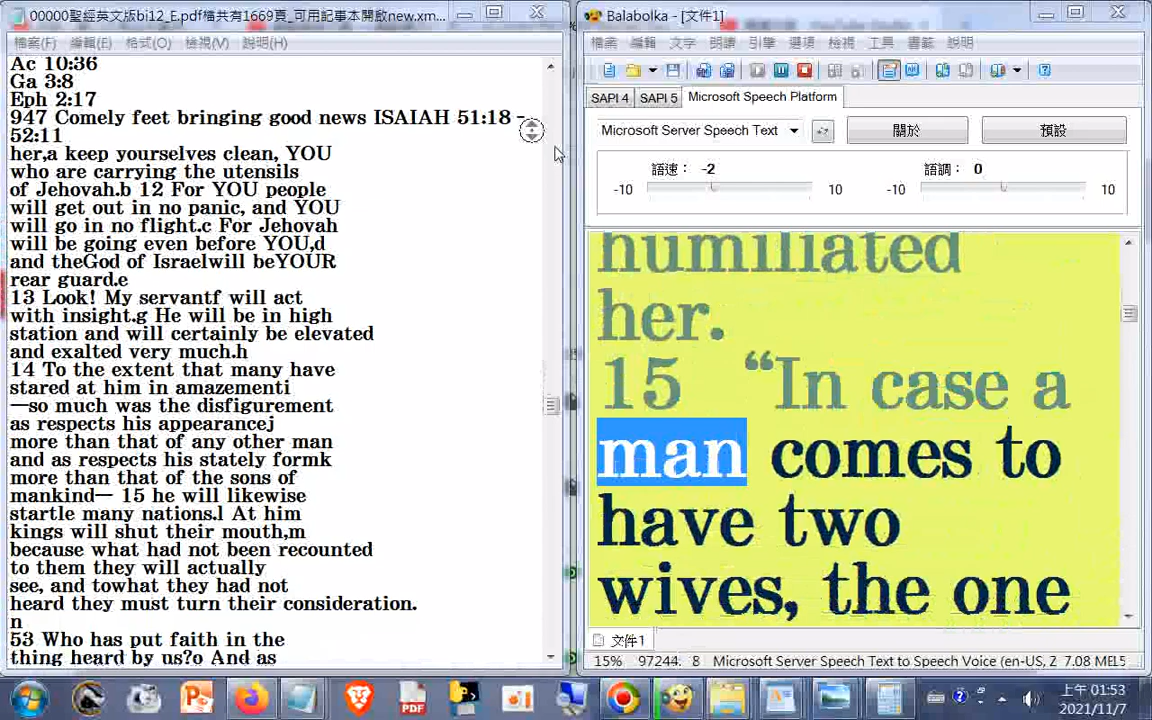 00000聖經英文版bi12_E.pdf檔共有1669頁_可用記事本開啟new.xm...
檔案(F) 編輯(E) 格式(O) 檢視(V) 說明(H)
Ac 10:36
Ga 3:8
Eph 2:17
947 Comely feet bringing good news ISAIAH 51:18 -
52:11
her,a keep yourselves clean, YOU
who are carrying the utensils
of Jehovah.b 12 For YOU people
will get out in no panic, and YOU
will go in no flight.c For Jehovah
will be going even before YOU,d
and theGod of Israelwill beYOUR
rear guard.e
13 Look! My servantf will act
with insight.g He will be in high
station and will certainly be elevated
and exalted very much.h
14 To the extent that many have
stared at him in amazementi
—so much was the disfigurement
as respects his appearancej
more than that of any other man
and as respects his stately formk
more than that of the sons of
mankind— 15 he will likewise
startle many nations.l At him
kings will shut their mouth,m
because what had not been recounted
to them they will actually
see, and towhat they had not
heard they must turn their consideration.
n
53 Who has put faith in the
thing heard by us?o And as
Balabolka - [文件1]
檔案 編輯 文字 朗讀 引擎 選項 檢視 工具 書籤 說明
SAPI 4 SAPI 5 Microsoft Speech Platform
Microsoft Server Speech Text 關於 預設
語速： -2 語調： 0
-10 10 -10 10
humiliated
her.
15 “In case a
man comes to
have two
wives, the one
文件1
15% 97244. 8 Microsoft Server Speech Text to Speech Voice (en-US, Z 7.08 МЕЬ
上午 01:53
2021/11/7